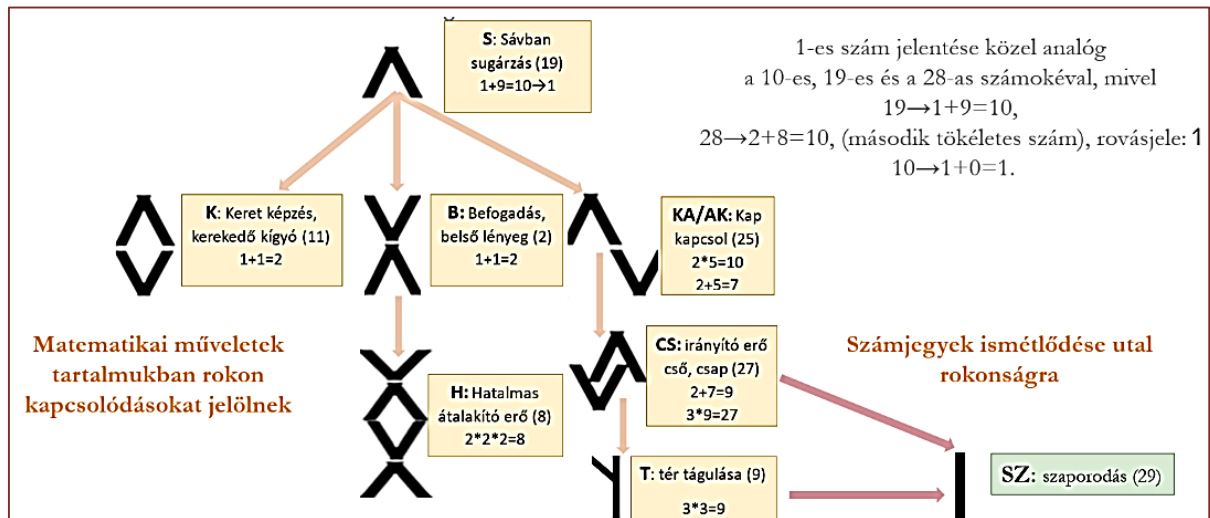 S: Sávban
sugárzás (19)
1+9=10→1
1-es szám jelentése közel analóg
a 10-es, 19-es és a 28-as számokéval, mivel
19→1+9=10,
28→2+8=10, (második tökéletes szám), rovásjele: 1
10→1+0=1.
K: Keret képzés,
kerekedő kígyó (11)
1+1=2
B: Befogadás,
belső lényeg (2)
1+1=2
KA/AK: Kap
kapcsol (25)
2*5=10
2+5=7
Matematikai műveletek
tartalmukban rokon
kapcsolódásokat jelölnek
H: Hatalmas
átalakító erő (8)
2*2*2=8
CS: irányító erő
cső, csap (27)
2+7=9
3*9=27
Számjegyek ismétlődése utal
rokonságra
T: tér tágulása (9)
3*3=9
SZ: szaporodás (29)